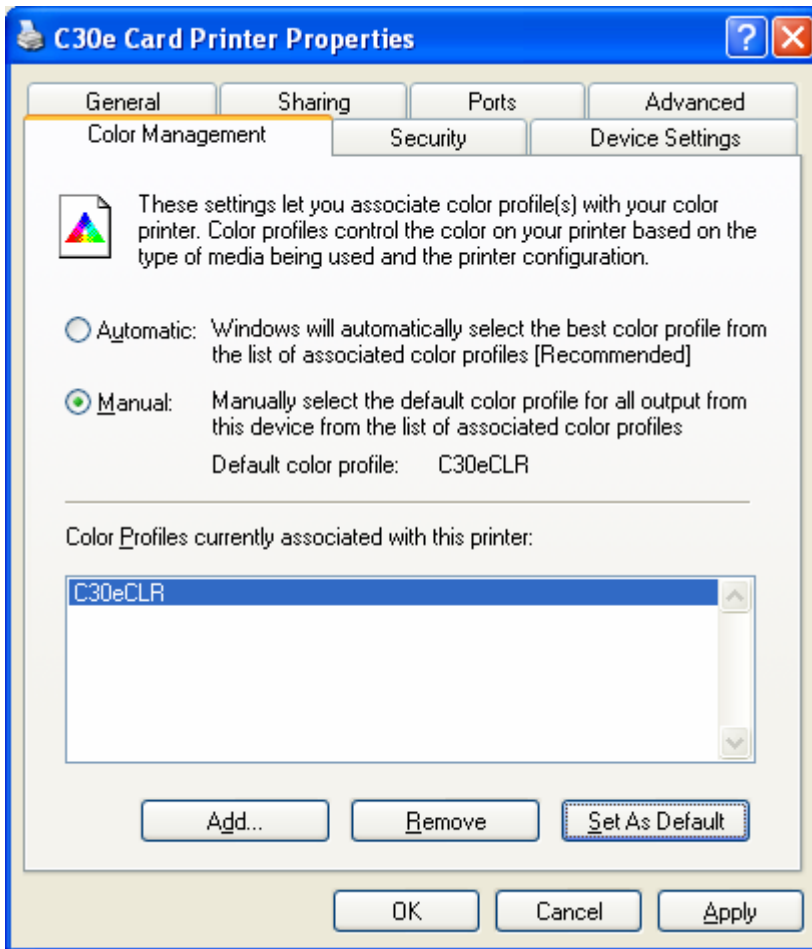 C30e Card Printer Properties
?
General Sharing Ports Advanced
Color Management Security Device Settings
These settings let you associate color profile(s) with your color
printer. Color profiles control the color on your printer based on the
type of media being used and the printer configuration.
Automatic: Windows will automatically select the best color profile from
the list of associated color profiles [Recommended]
Manual: Manually select the default color profile for all output from
this device from the list of associated color profiles
Default color profile: C30eCLR
Color Profiles currently associated with this printer:
C30eCLR
Add... Remove Set As Default
OK Cancel Apply